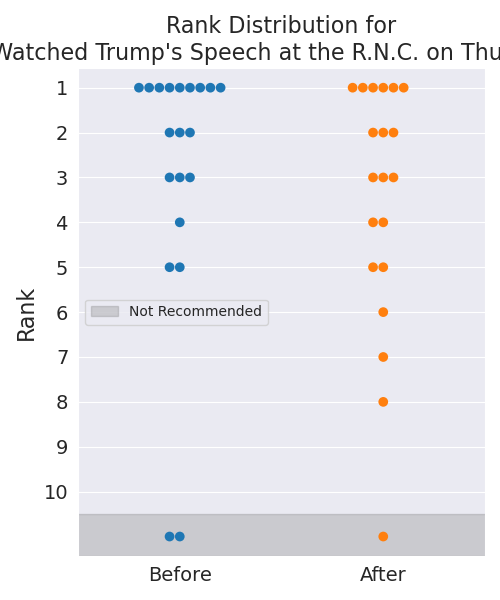 Rank Distribution for
Watched Trump's Speech at the R.N.C. on Thu
1
2
3
4
5
6
7
8
9
10
Rank
Not Recommended
Before
After